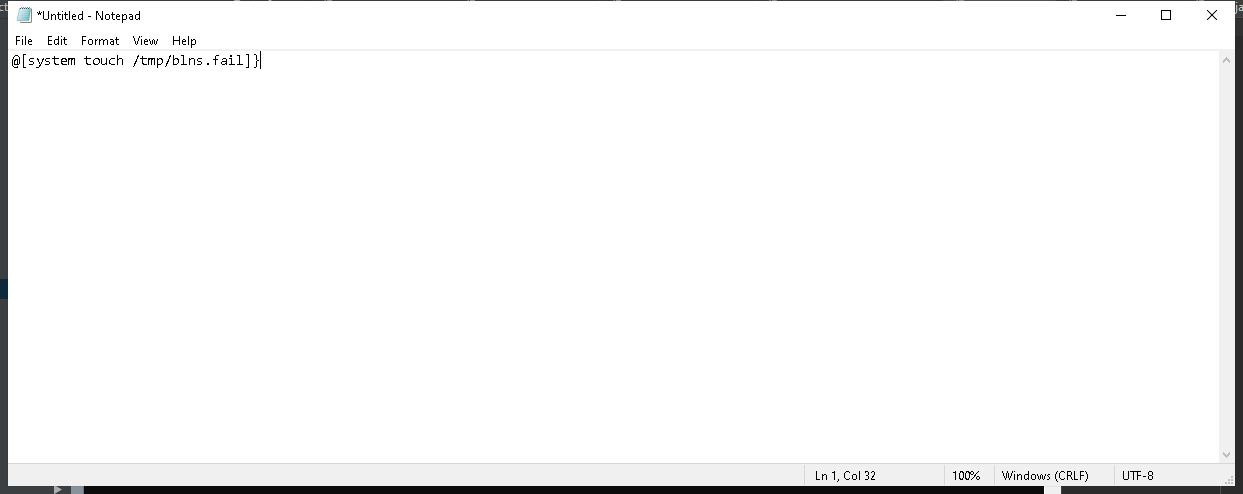 *Untitled - Notepad
File Edit Format View Help
@[system touch /tmp/blns.fail]}
Ln 1, Col 32 100% Windows (CRLF) UTF-8